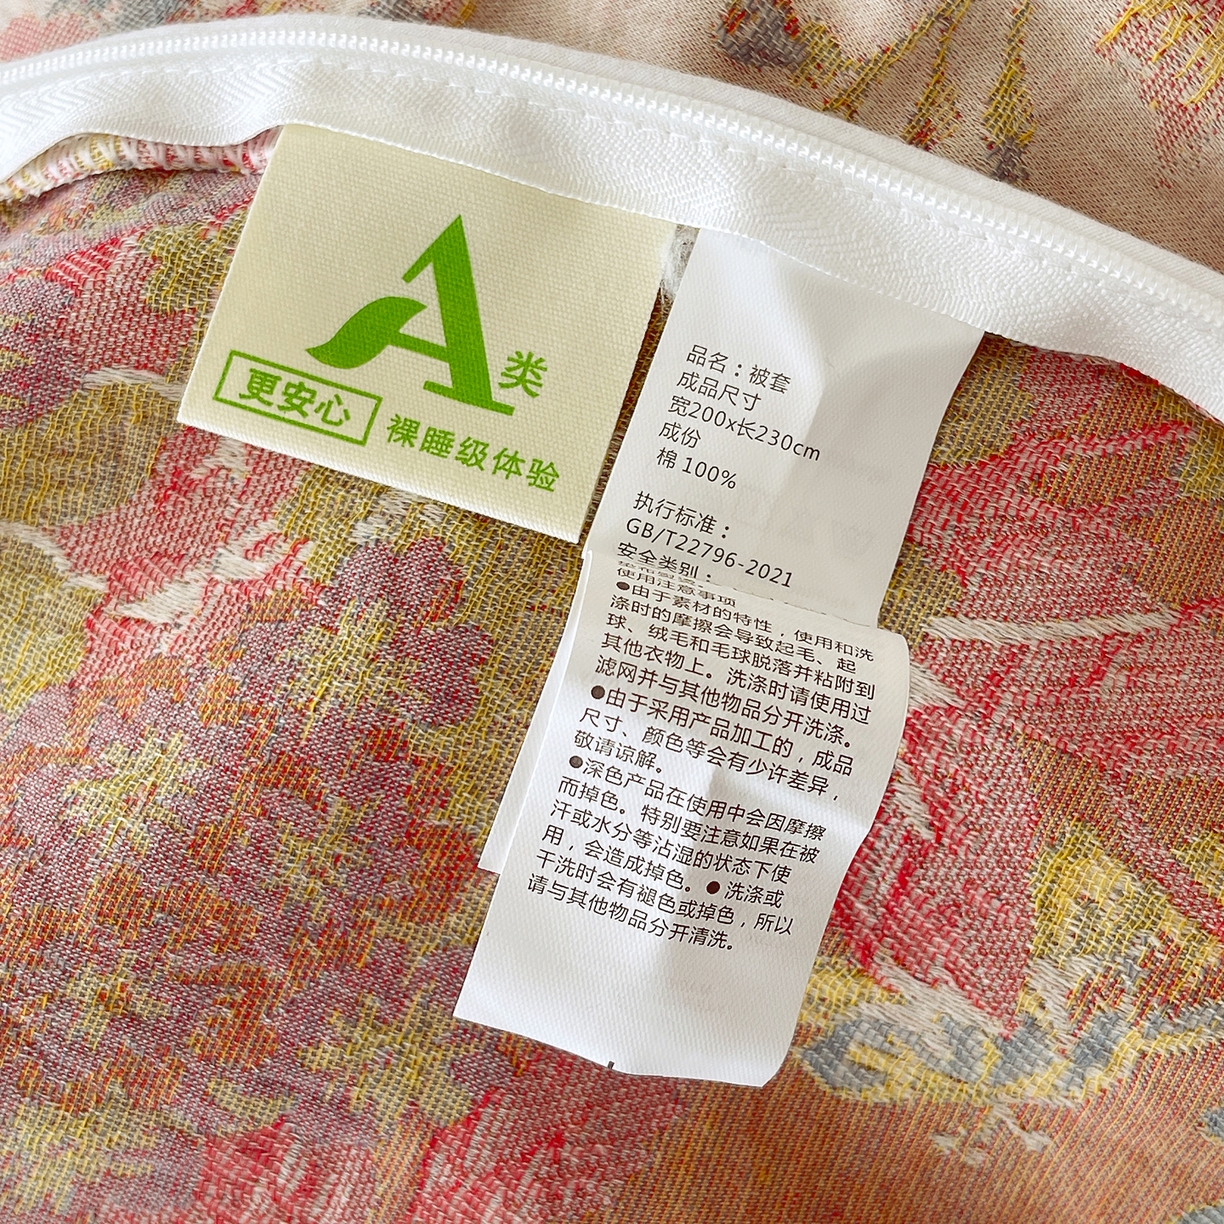 A类
更安心 裸睡级体验
品名：被套
成品尺寸
宽200x长230cm
成份
棉 100%
执行标准：
GB/T22796-2021
安全类别：
使用注意事项
●由于素材的特性，使用和洗
涤时的摩擦会导致起毛、起
球、绒毛和毛球脱落并粘附到
其他衣物上。洗涤时请使用过
滤网并与其他物品分开洗涤。
●由于采用产品加工的，成品
尺寸、颜色等会有少许差异，
敬请谅解。
●深色产品在使用中会因摩擦
而掉色。特别要注意如果在被
汗或水分等沾湿的状态下使
用，会造成掉色。●洗涤或
干洗时会有褪色或掉色，所以
请与其他物品分开清洗。